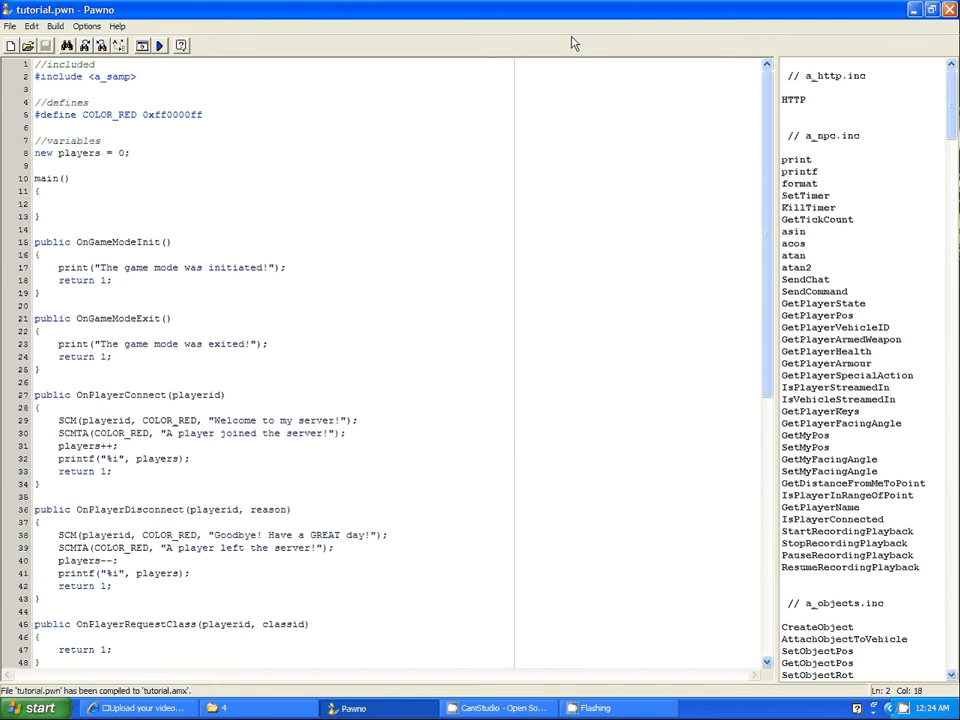 tutorial.pwn - Pawno
File Edit Build Options Help
1 //included
2 #include <a_samp>
3
4 //defines
5 #define COLOR_RED 0xff0000ff
6
7 //variables
8 new players = 0;
9
10 main()
11 {
12
13 }
14
15 public OnGameModeInit()
16 {
17 print("The game mode was initiated!");
18 return 1;
19 }
20
21 public OnGameModeExit()
22 {
23 print("The game mode was exited!");
24 return 1;
25 }
26
27 public OnPlayerConnect(playerid)
28 {
29 SCM(playerid, COLOR_RED, "Welcome to my server!");
30 SCMTA(COLOR_RED, "A player joined the server!");
31 players++;
32 printf("%i", players);
33 return 1;
34 }
35
36 public OnPlayerDisconnect(playerid, reason)
37 {
38 SCM(playerid, COLOR_RED, "Goodbye! Have a GREAT day!");
39 SCMTA(COLOR_RED, "A player left the server!");
40 players--;
41 printf("%i", players);
42 return 1;
43 }
44
45 public OnPlayerRequestClass(playerid, classid)
46 {
47 return 1;
48 }
// a_http.inc
HTTP
// a_npc.inc
print
printf
format
SetTimer
KillTimer
GetTickCount
asin
acos
atan
atan2
SendChat
SendCommand
GetPlayerState
GetPlayerPos
GetPlayerVehicleID
GetPlayerArmedWeapon
GetPlayerHealth
GetPlayerArmour
GetPlayerSpecialAction
IsPlayerStreamedIn
IsVehicleStreamedIn
GetPlayerKeys
GetPlayerFacingAngle
GetMyPos
SetMyPos
GetMyFacingAngle
SetMyFacingAngle
GetDistanceFromMeToPoint
IsPlayerInRangeOfPoint
GetPlayerName
IsPlayerConnected
StartRecordingPlayback
StopRecordingPlayback
PauseRecordingPlayback
ResumeRecordingPlayback
// a_objects.inc
CreateObject
AttachObjectToVehicle
SetObjectPos
GetObjectPos
SetObjectRot
File 'tutorial.pwn' has been compiled to 'tutorial.amx'.
Ln: 2 Col: 18
start
Upload your video...
4
Pawno
CamStudio - Open So...
Flashing
12:24 AM